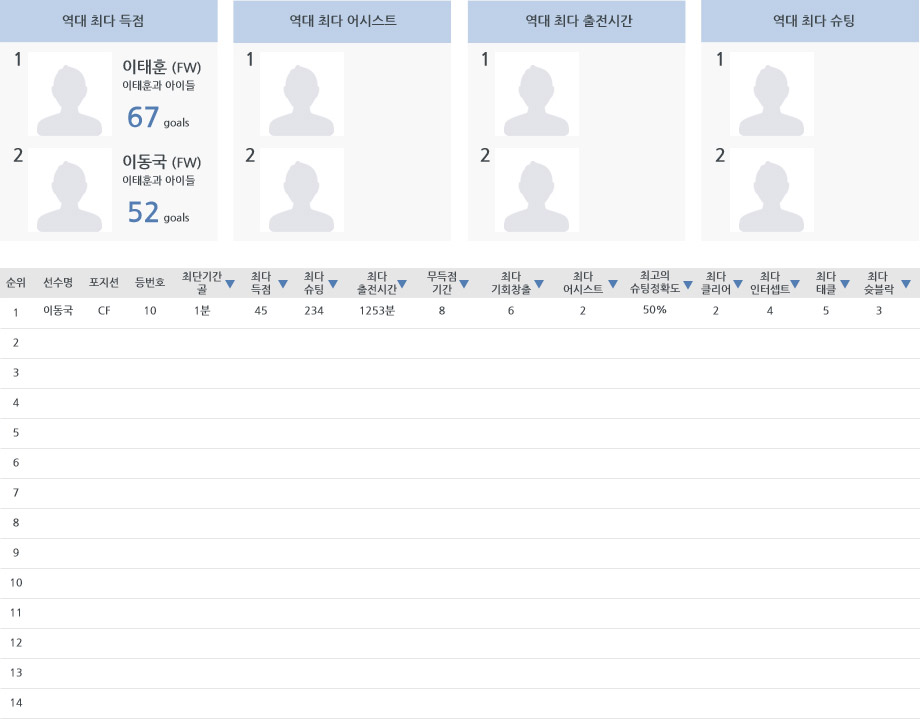 역대 최다 득점
1
이태훈 (FW)
이태훈과 아이들
67 goals
2
이동국 (FW)
이태훈과 아이들
52 goals
역대 최다 어시스트
1
2
역대 최다 출전시간
1
2
역대 최다 슈팅
1
2
순위 선수명 포지션 등번호 최단기간 골 최다 득점 최다 슈팅 최다 출전시간 무득점 기간 최다 기회창출 최다 어시스트 최고의 슈팅정확도 최다 클리어 최다 인터셉트 최다 태클 최다 슛블락
1 이동국 CF 10 1분 45 234 1253분 8 6 2 50% 2 4 5 3
2
3
4
5
6
7
8
9
10
11
12
13
14